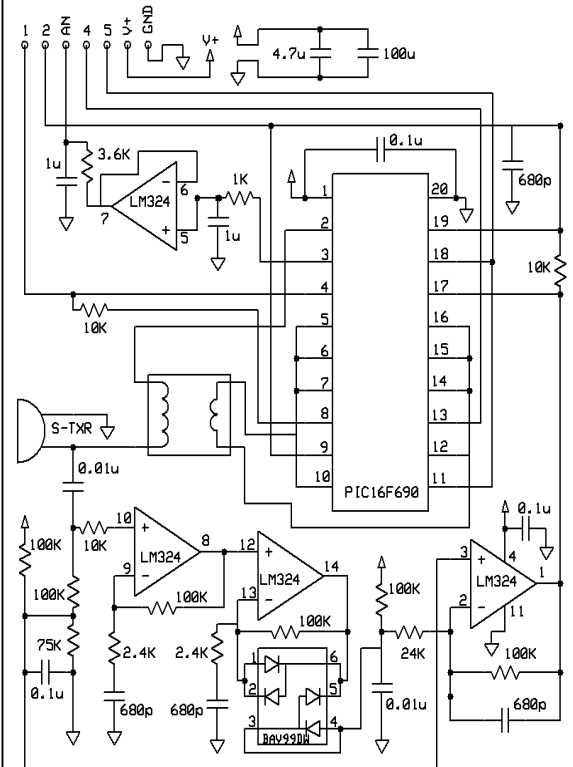 1 2 AN 4 5 V+ GND
V+
4.7u 100u
3.6K
1u
6
LM324
7
+
5
1K
1u
0.1u
680p
1 20
2 19
3 18
10K
4 17
10K
5 16
6 15
7 14
8 13
9 12
10 11
PIC16F690
S-TXR
0.01u
100K
10K
10
+
8
LM324
9
−
100K
100K
75K
0.1u
2.4K
680p
12
+
14
LM324
13
−
100K
2.4K
680p
1 6
2 5
3 4
BAV99DW
100K
24K
0.01u
0.1u
4
3
+
LM324
1
2
−
11
100K
680p